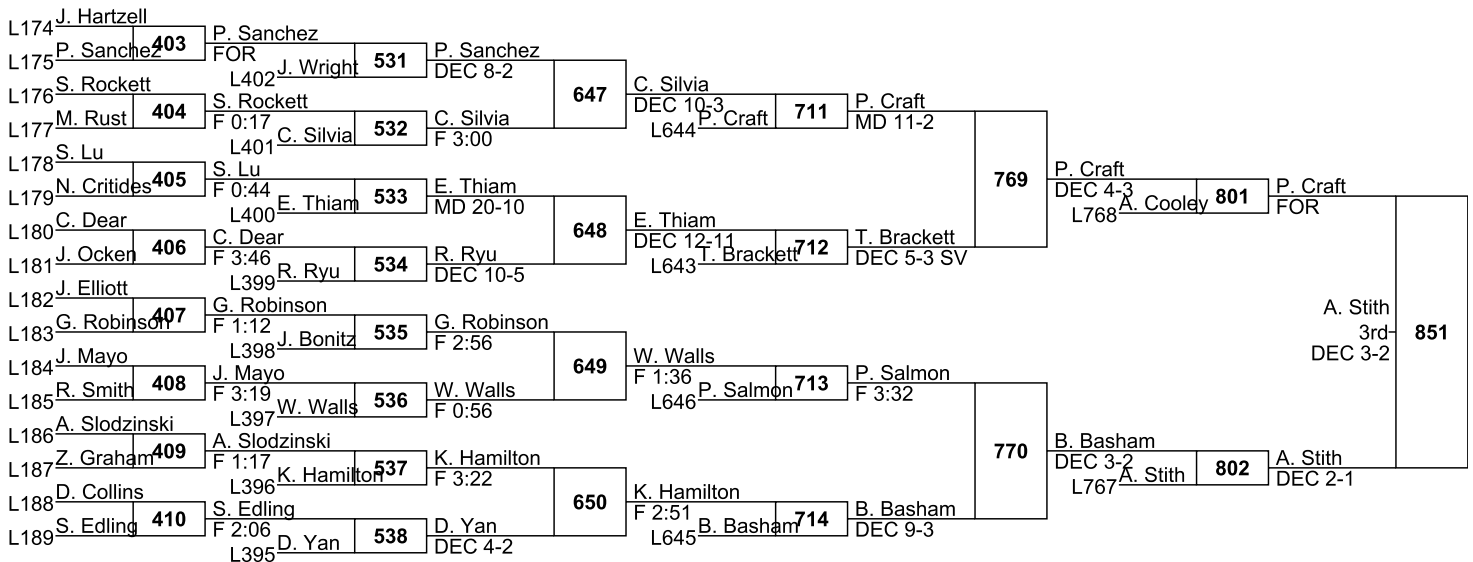 J. Hartzell
L174
403
P. Sanchez
L175
P. Sanchez
FOR
L402
J. Wright
531
P. Sanchez
DEC 8-2
S. Rockett
L176
404
M. Rust
L177
S. Rockett
F 0:17
L401
C. Silvia
532
C. Silvia
F 3:00
647
C. Silvia
DEC 10-3
L644
P. Craft
711
P. Craft
MD 11-2
S. Lu
L178
405
N. Critides
L179
S. Lu
F 0:44
L400
E. Thiam
533
E. Thiam
MD 20-10
C. Dear
L180
406
J. Ocken
L181
C. Dear
F 3:46
L399
R. Ryu
534
R. Ryu
DEC 10-5
648
E. Thiam
DEC 12-11
L643
T. Brackett
712
T. Brackett
DEC 5-3 SV
769
P. Craft
DEC 4-3
L768
A. Cooley
801
P. Craft
FOR
J. Elliott
L182
407
G. Robinson
L183
G. Robinson
F 1:12
L398
J. Bonitz
535
G. Robinson
F 2:56
J. Mayo
L184
408
R. Smith
L185
J. Mayo
F 3:19
L397
W. Walls
536
W. Walls
F 0:56
649
W. Walls
F 1:36
L646
P. Salmon
713
P. Salmon
F 3:32
A. Slodzinski
L186
409
Z. Graham
L187
A. Slodzinski
F 1:17
L396
K. Hamilton
537
K. Hamilton
F 3:22
D. Collins
L188
410
S. Edling
L189
S. Edling
F 2:06
L395
D. Yan
538
D. Yan
DEC 4-2
650
K. Hamilton
F 2:51
L645
B. Basham
714
B. Basham
DEC 9-3
770
B. Basham
DEC 3-2
L767
A. Stith
802
A. Stith
DEC 2-1
A. Stith
3rd
DEC 3-2
851